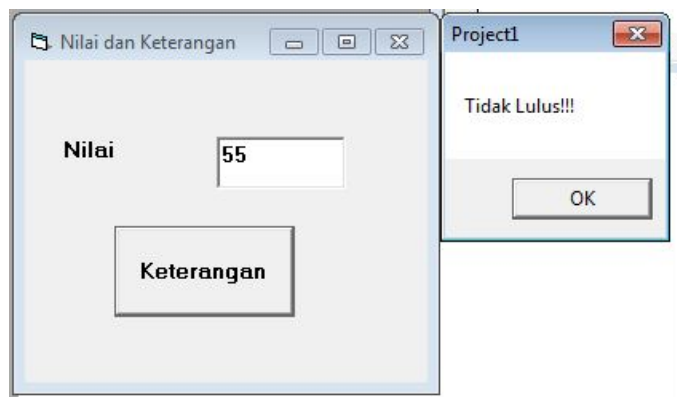 Nilai dan Keterangan
Nilai
55
Keterangan
Project1
Tidak Lulus!!!
OK